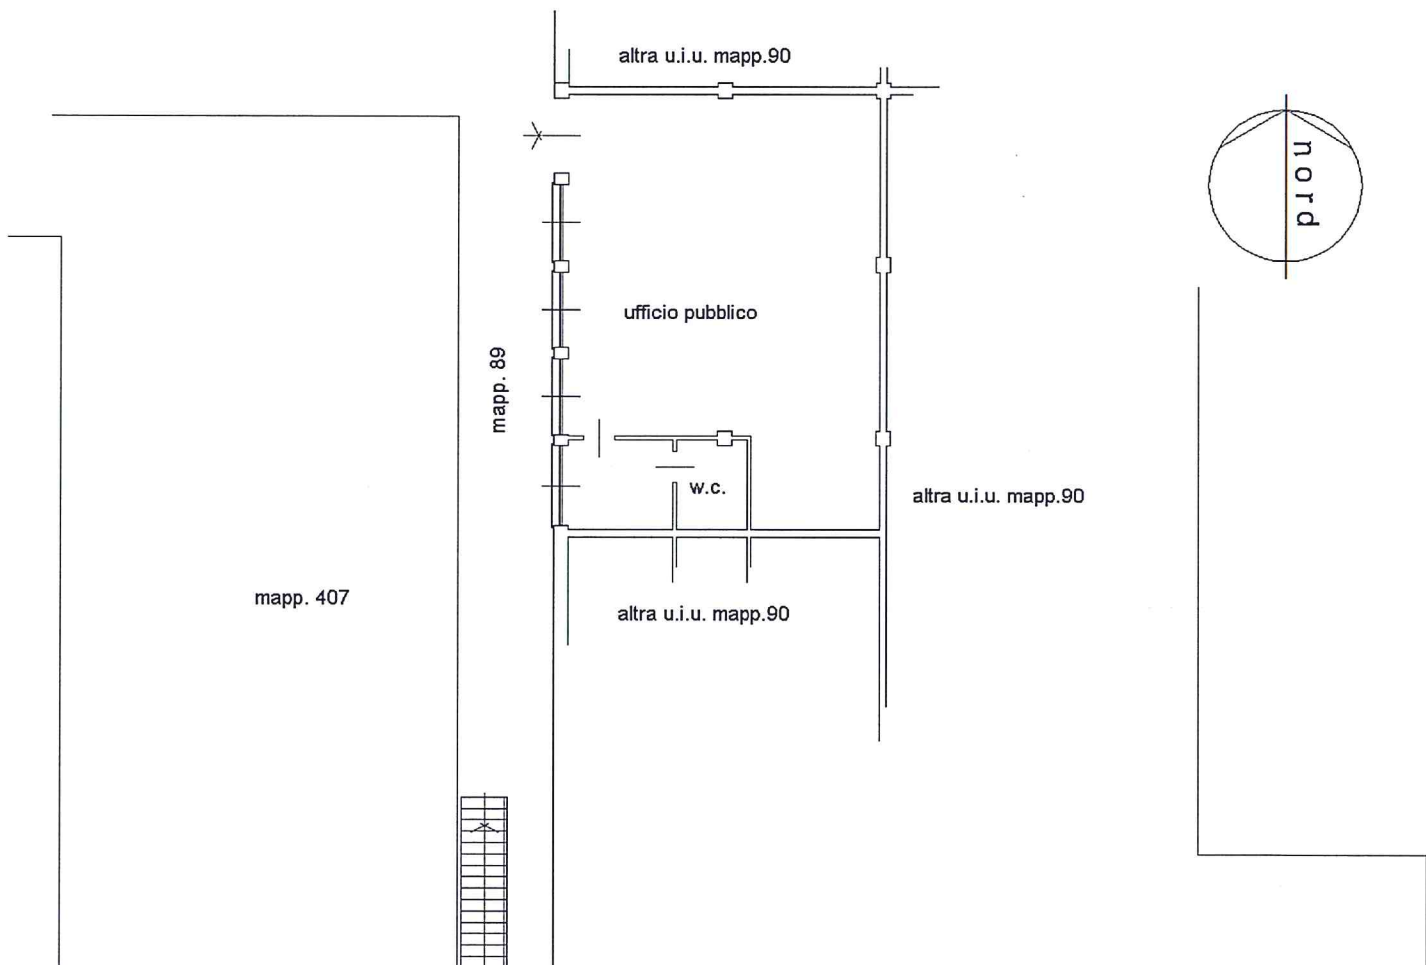 altra u.i.u. mapp.90
nord
ufficio pubblico
mapp. 89
w.c.
altra u.i.u. mapp.90
mapp. 407
altra u.i.u. mapp.90